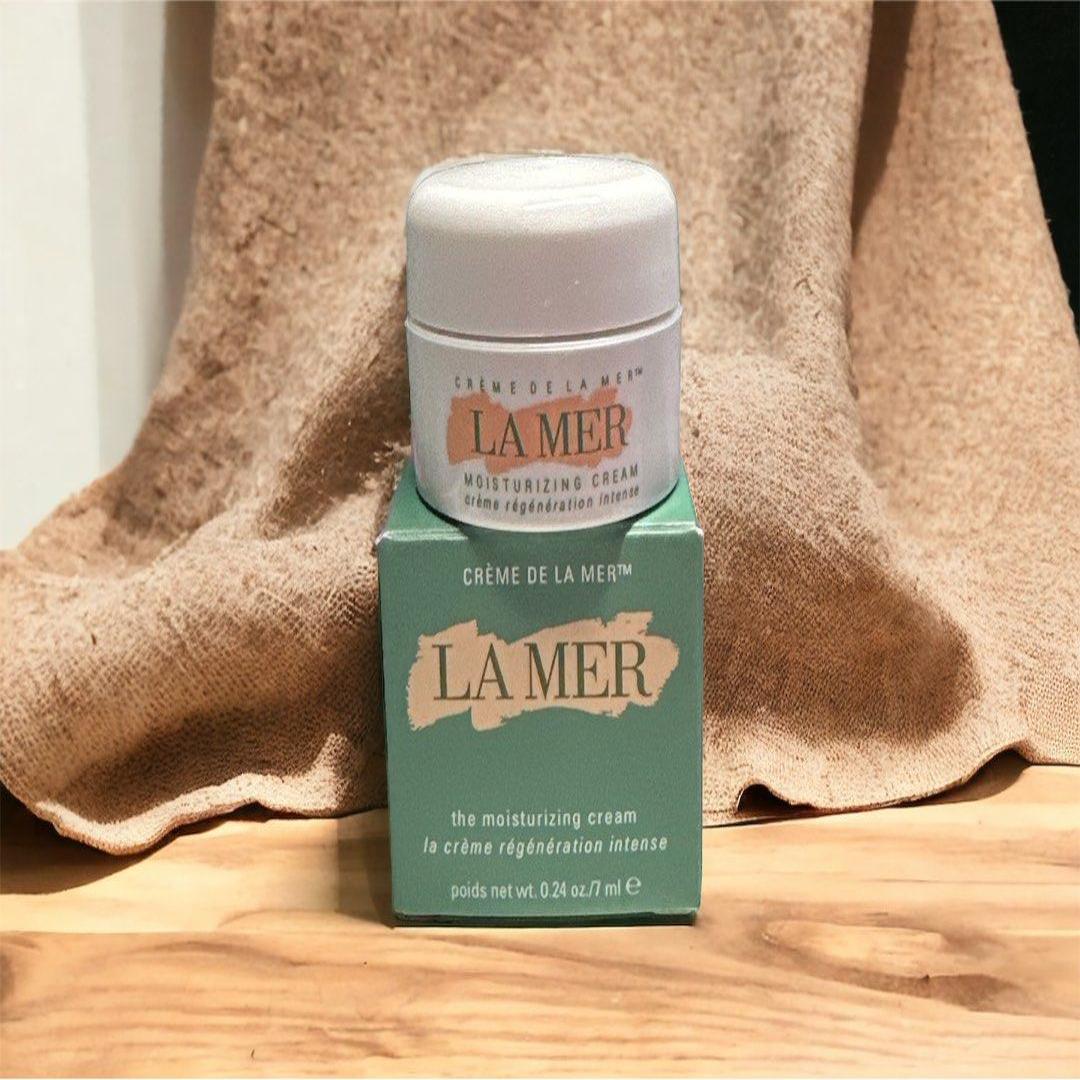 CRÈME DE LA MER™
LA MER
MOISTURIZING CREAM
crème régénération intense
CRÈME DE LA MER™
LA MER
the moisturizing cream
la crème régénération intense
poids net wt. 0.24 oz./7 ml ℮